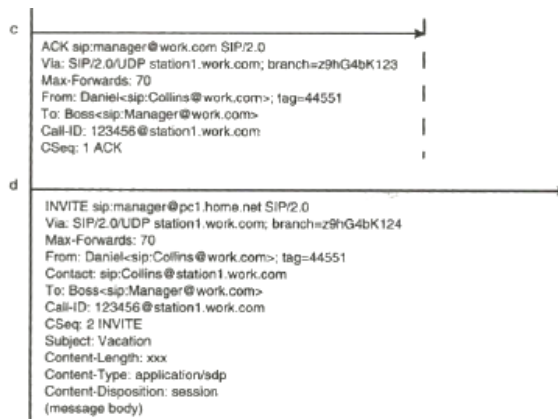 c
ACK sip:manager@work.com SIP/2.0
Via: SIP/2.0/UDP station1.work.com; branch=z9hG4bK123
Max-Forwards: 70
From: Daniel<sip:Collins@work.com>; tag=44551
To: Boss<sip:Manager@work.com>
Call-ID: 123456@station1.work.com
CSeq: 1 ACK
d
INVITE sip:manager@pc1.home.net SIP/2.0
Via: SIP/2.0/UDP station1.work.com; branch=z9hG4bK124
Max-Forwards: 70
From: Daniel<sip:Collins@work.com>; tag=44551
Contact: sip:Collins@station1.work.com
To: Boss<sip:Manager@work.com>
Call-ID: 123456@station1.work.com
CSeq: 2 INVITE
Subject: Vacation
Content-Length: xxx
Content-Type: application/sdp
Content-Disposition: session
(message body)